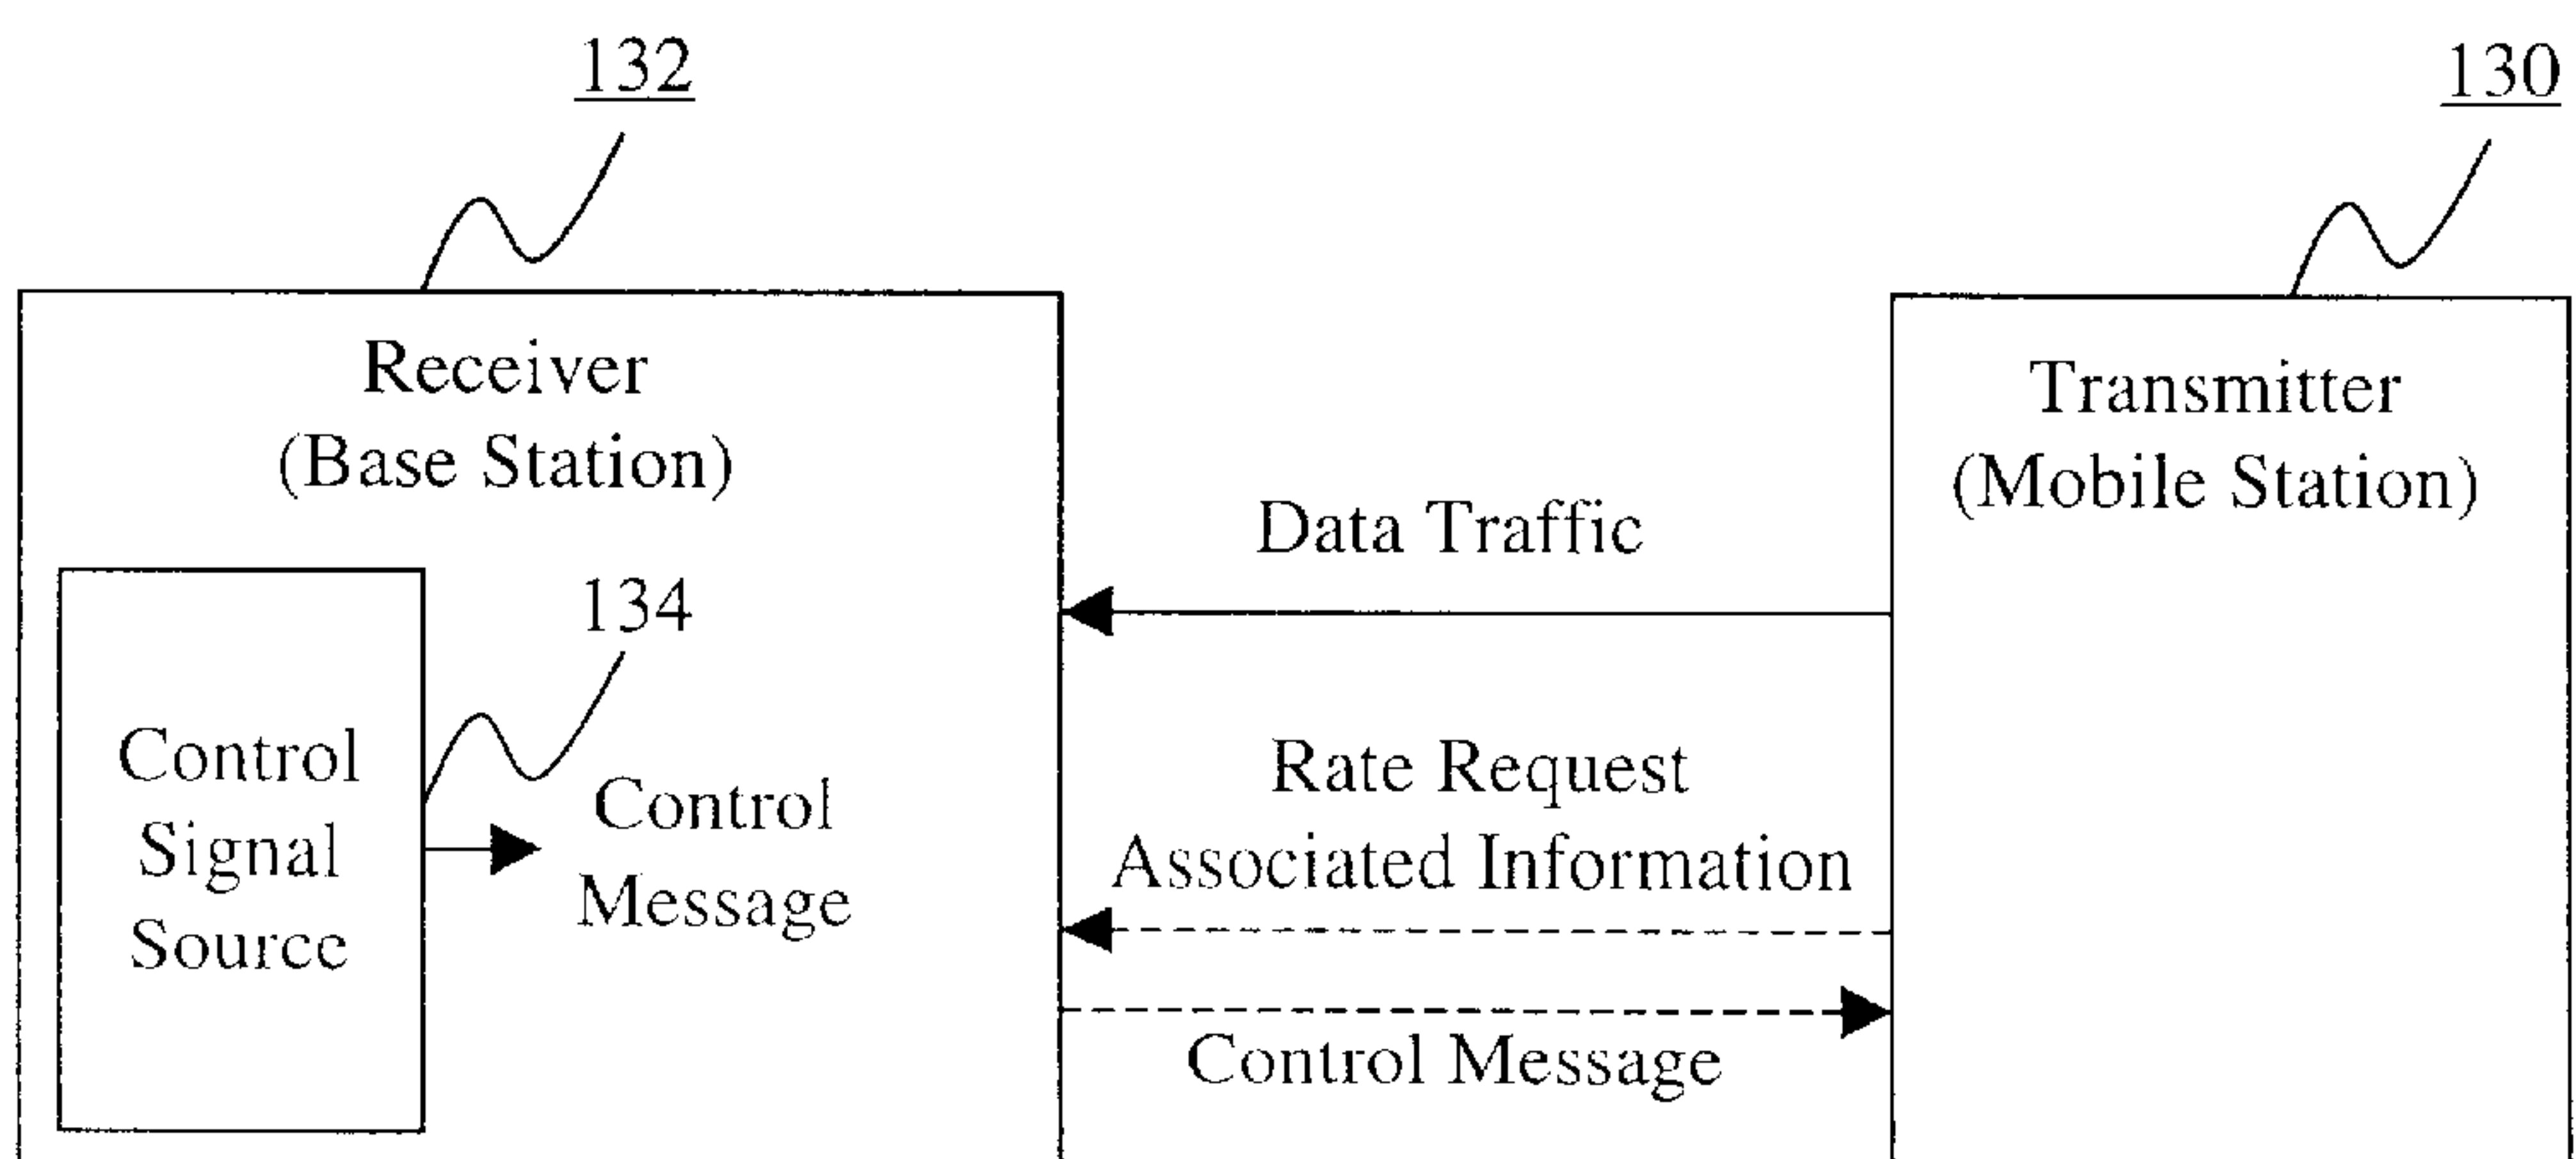 132
130
Receiver
(Base Station)
Transmitter
(Mobile Station)
Data Traffic
134
Control
Signal
Source
Control
Message
Rate Request
Associated Information
Control Message